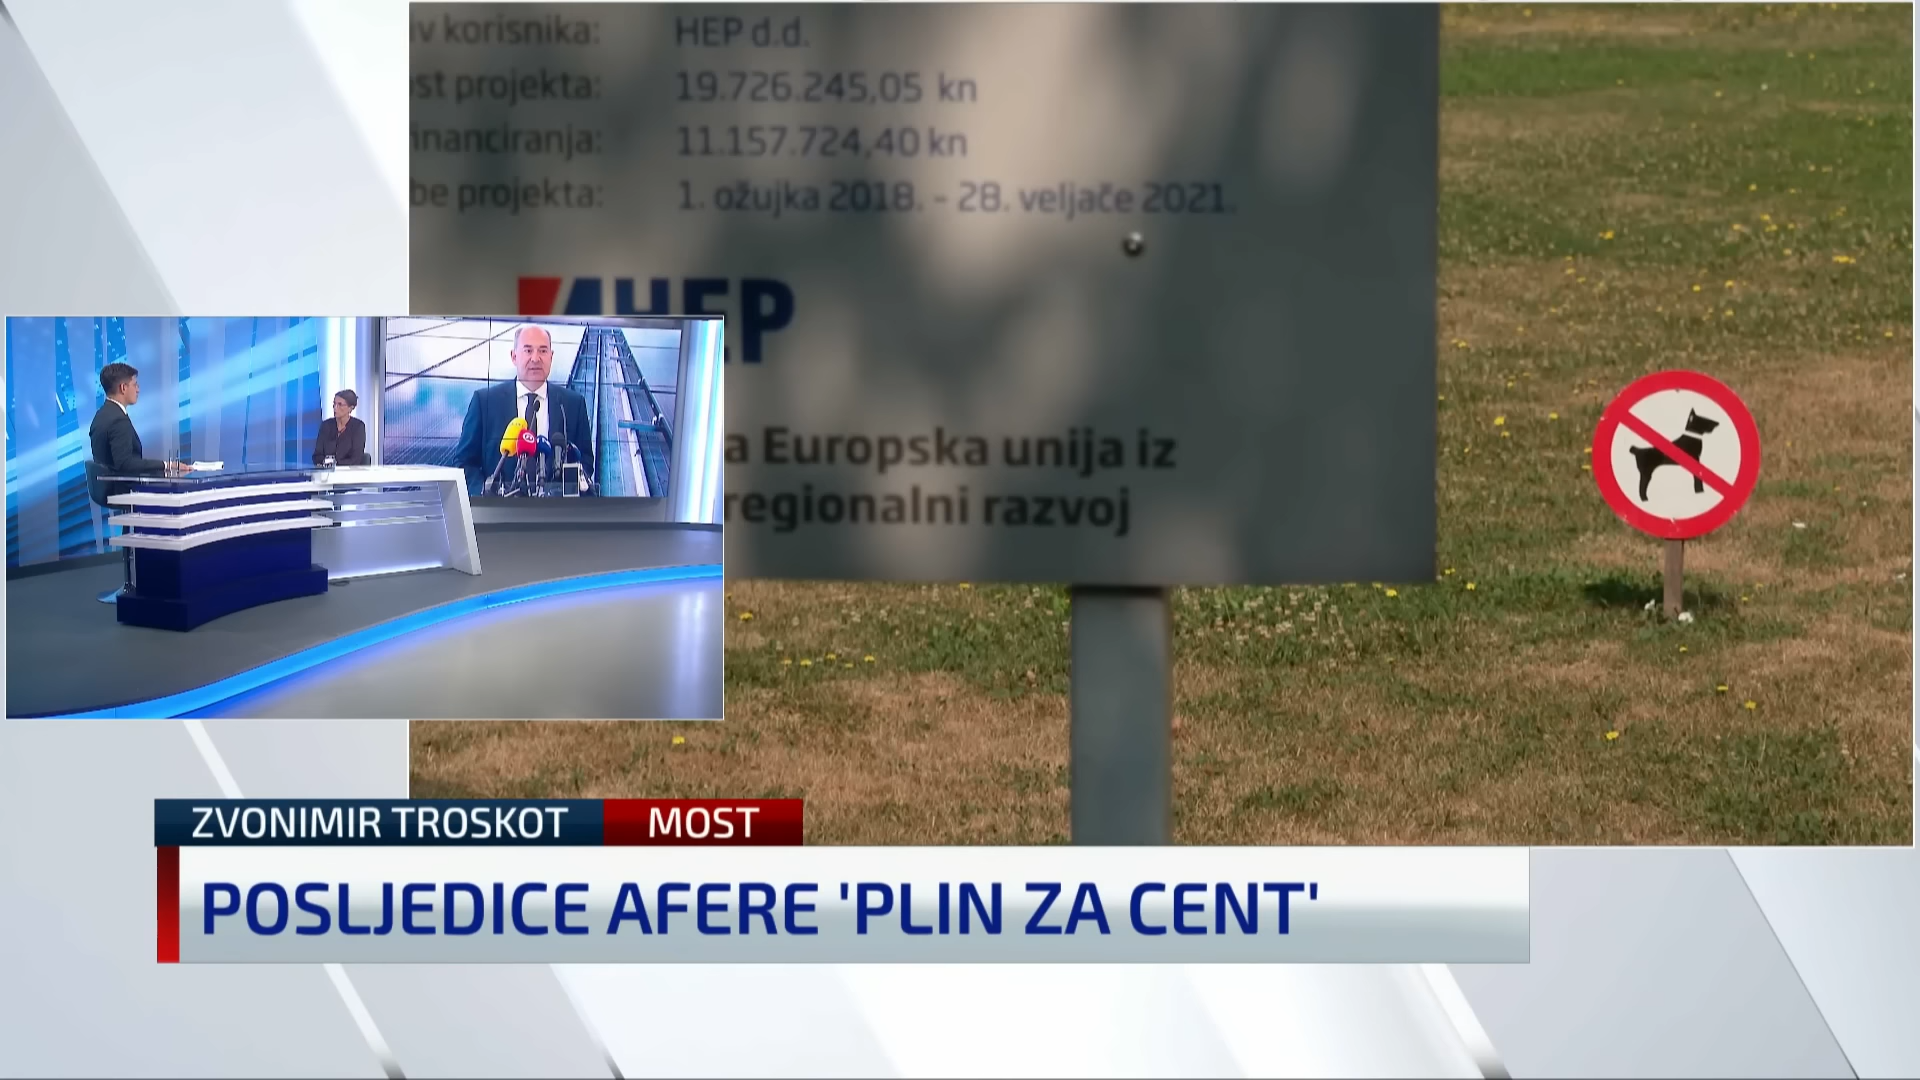 iv korisnika: HEP d.d.
st projekta: 19.726.245,05 kn
financiranja: 11.157.724,40 kn
be projekta: 1. ožujka 2018. - 28. veljače 2021.
HEP
a Europska unija iz
regionalni razvoj
ZVONIMIR TROSKOT MOST
POSLJEDICE AFERE 'PLIN ZA CENT'